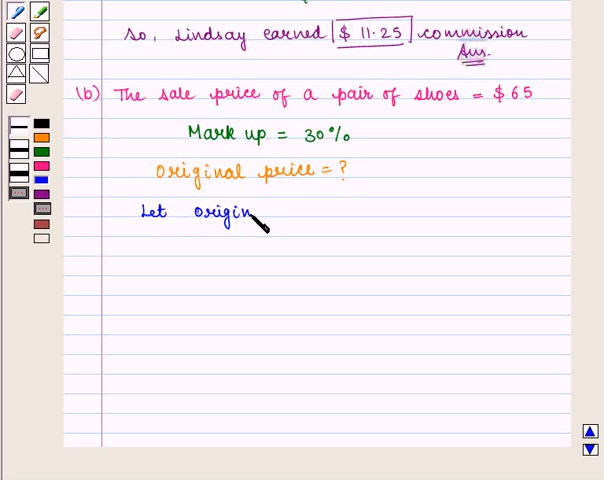 So, Lindsay earned $ 11.25 commission
Ans.
(b) The sale price of a pair of shoes = $ 65
Mark up = 30%
Original price = ?
Let origin